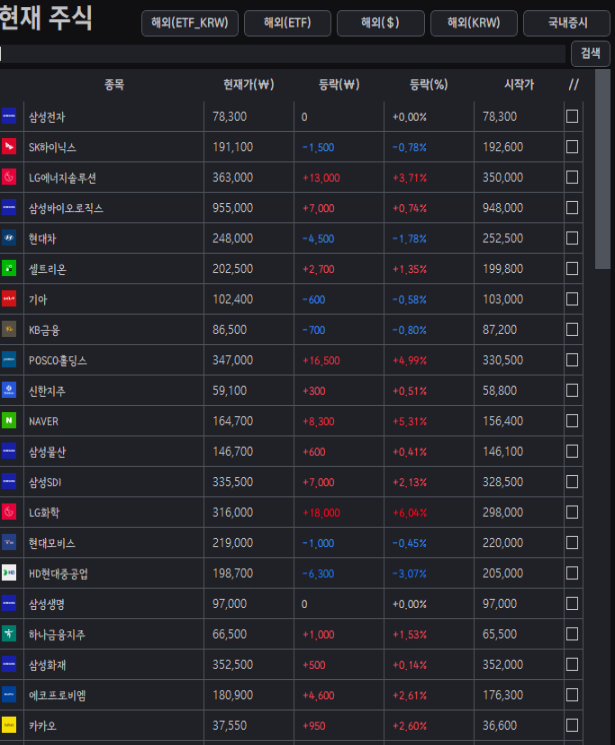 현재 주식
해외(ETF_KRW) 해외(ETF) 해외($) 해외(KRW) 국내증시
검색
종목 현재가(₩) 등락(₩) 등락(%) 시작가 //
삼성전자 78,300 0 +0.00% 78,300
SK하이닉스 191,100 -1,500 -0.78% 192,600
LG에너지솔루션 363,000 +13,000 +3.71% 350,000
삼성바이오로직스 955,000 +7,000 +0.74% 948,000
현대차 248,000 -4,500 -1.78% 252,500
셀트리온 202,500 +2,700 +1.35% 199,800
기아 102,400 -600 -0.58% 103,000
KB금융 86,500 -700 -0.80% 87,200
POSCO홀딩스 347,000 +16,500 +4.99% 330,500
신한지주 59,100 +300 +0.51% 58,800
N NAVER 164,700 +8,300 +5.31% 156,400
삼성물산 146,700 +600 +0.41% 146,100
삼성SDI 335,500 +7,000 +2.13% 328,500
LG화학 316,000 +18,000 +6.04% 298,000
현대모비스 219,000 -1,000 -0.45% 220,000
HD HD현대중공업 198,700 -6,300 -3.07% 205,000
삼성생명 97,000 0 +0.00% 97,000
하나금융지주 66,500 +1,000 +1.53% 65,500
삼성화재 352,500 +500 +0.14% 352,000
에코프로비엠 180,900 +4,600 +2.61% 176,300
카카오 37,550 +950 +2.60% 36,600